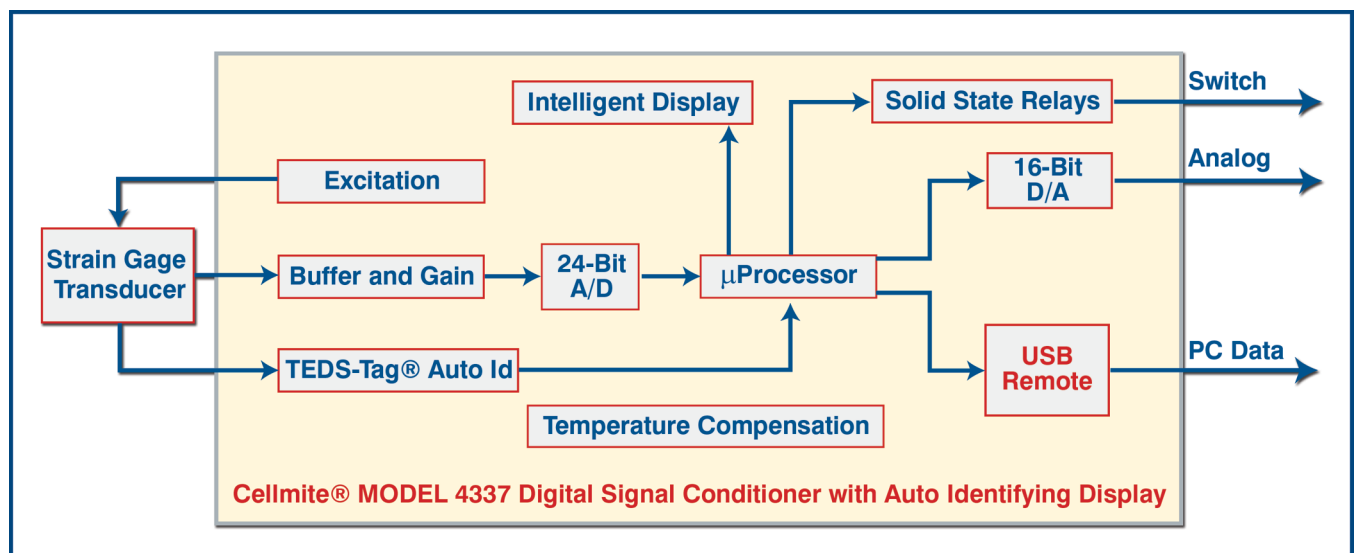 Switch
Intelligent Display
Solid State Relays
Analog
Excitation
16-Bit
D/A
Strain Gage
Transducer
Buffer and Gain
24-Bit
A/D
µProcessor
TEDS-Tag® Auto Id
USB
Remote
PC Data
Temperature Compensation
Cellmite® MODEL 4337 Digital Signal Conditioner with Auto Identifying Display